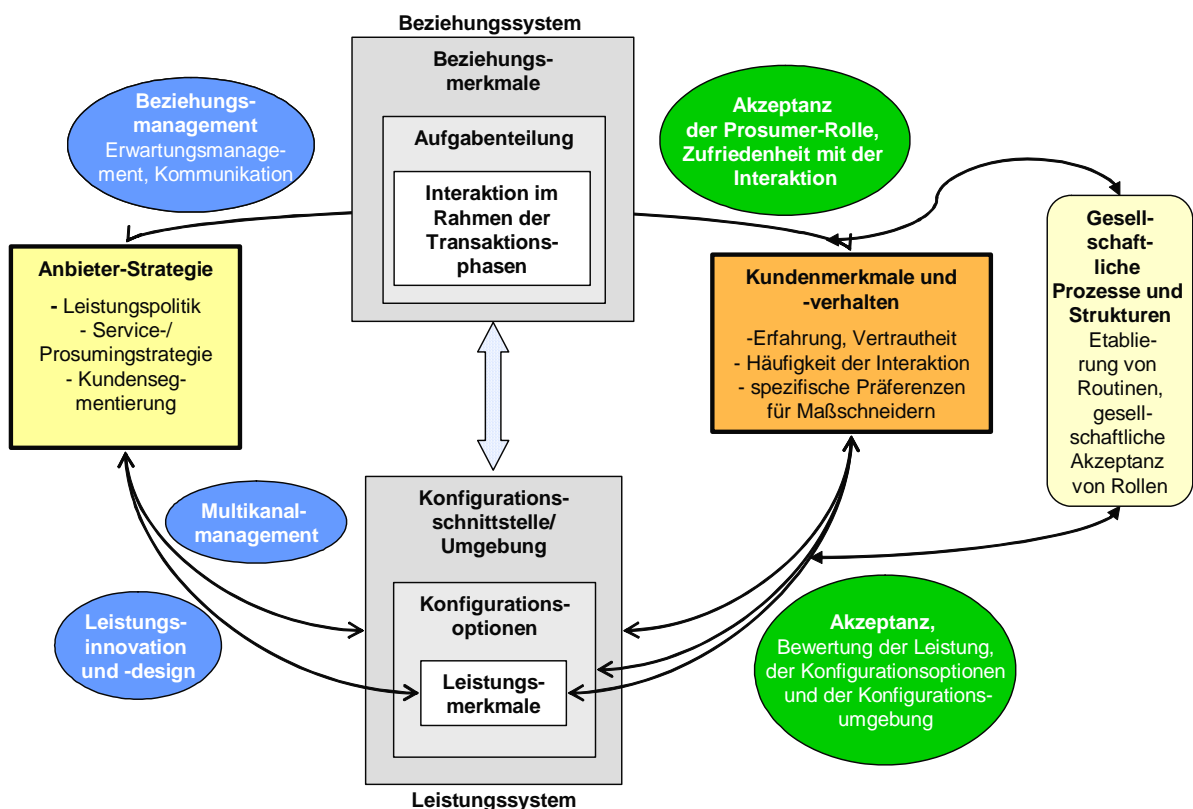 Beziehungssystem
Beziehungs-
merkmale
Aufgabenteilung
Interaktion im
Rahmen der
Transaktions-
phasen
Beziehungs-
management
Erwartungsmanage-
ment, Kommunikation
Akzeptanz
der Prosumer-Rolle,
Zufriedenheit mit der
Interaktion
Anbieter-Strategie
- Leistungspolitik
- Service-/
Prosumingstrategie
- Kundenseg-
mentierung
Kundenmerkmale und
-verhalten
-Erfahrung, Vertrautheit
- Häufigkeit der Interaktion
- spezifische Präferenzen
für Maßschneidern
Gesell-
schaft-
liche
Prozesse und
Strukturen
Etablie-
rung von
Routinen,
gesell-
schaftliche
Akzeptanz
von Rollen
Multikanal-
management
Leistungs-
innovation
und -design
Konfigurations-
schnittstelle/
Umgebung
Konfigurations-
optionen
Leistungs-
merkmale
Akzeptanz,
Bewertung der Leistung,
der Konfigurationsoptionen
und der Konfigurations-
umgebung
Leistungssystem